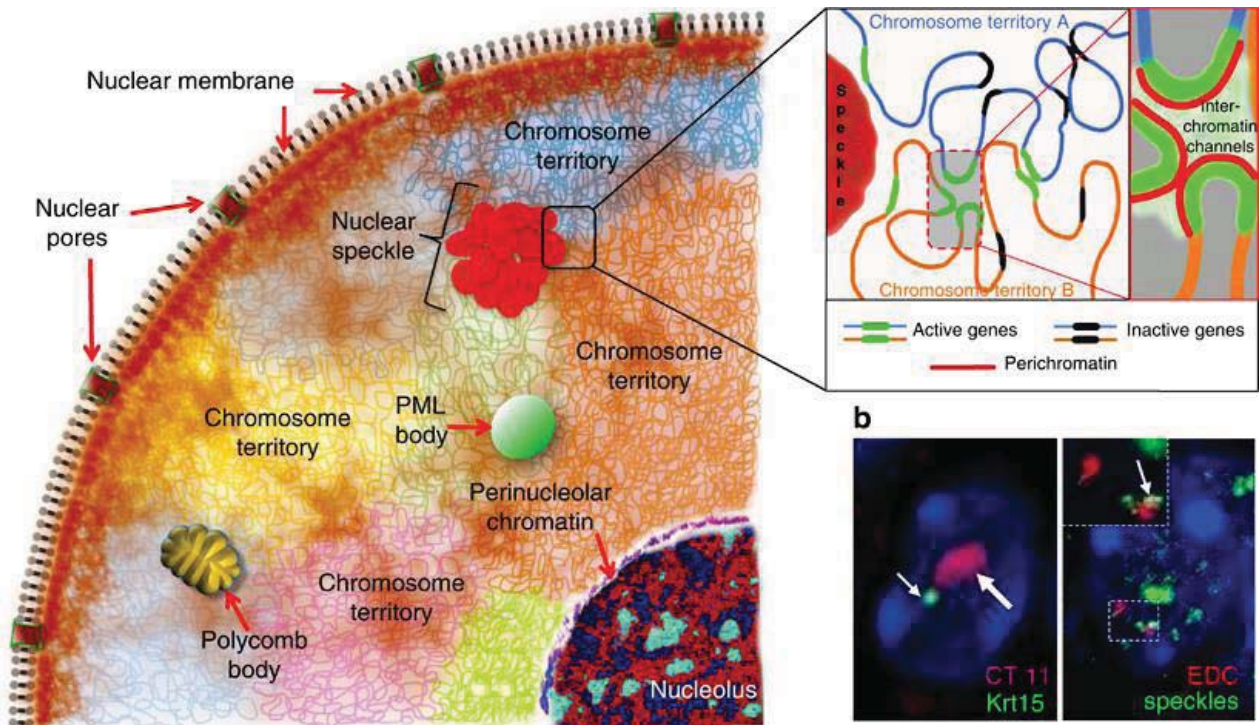 Nuclear membrane
Nuclear
pores
Chromosome
territory
Nuclear
speckle
Chromosome
territory
Chromosome
territory
PML
body
Perinucleolar
chromatin
Chromosome
territory
Polycomb
body
Nucleolus
Chromosome territory A
Speckle
Chromosome territory B
Inter-
chromatin
channels
Active genes
Inactive genes
Perichromatin
b
CT 11
Krt15
EDC
speckles